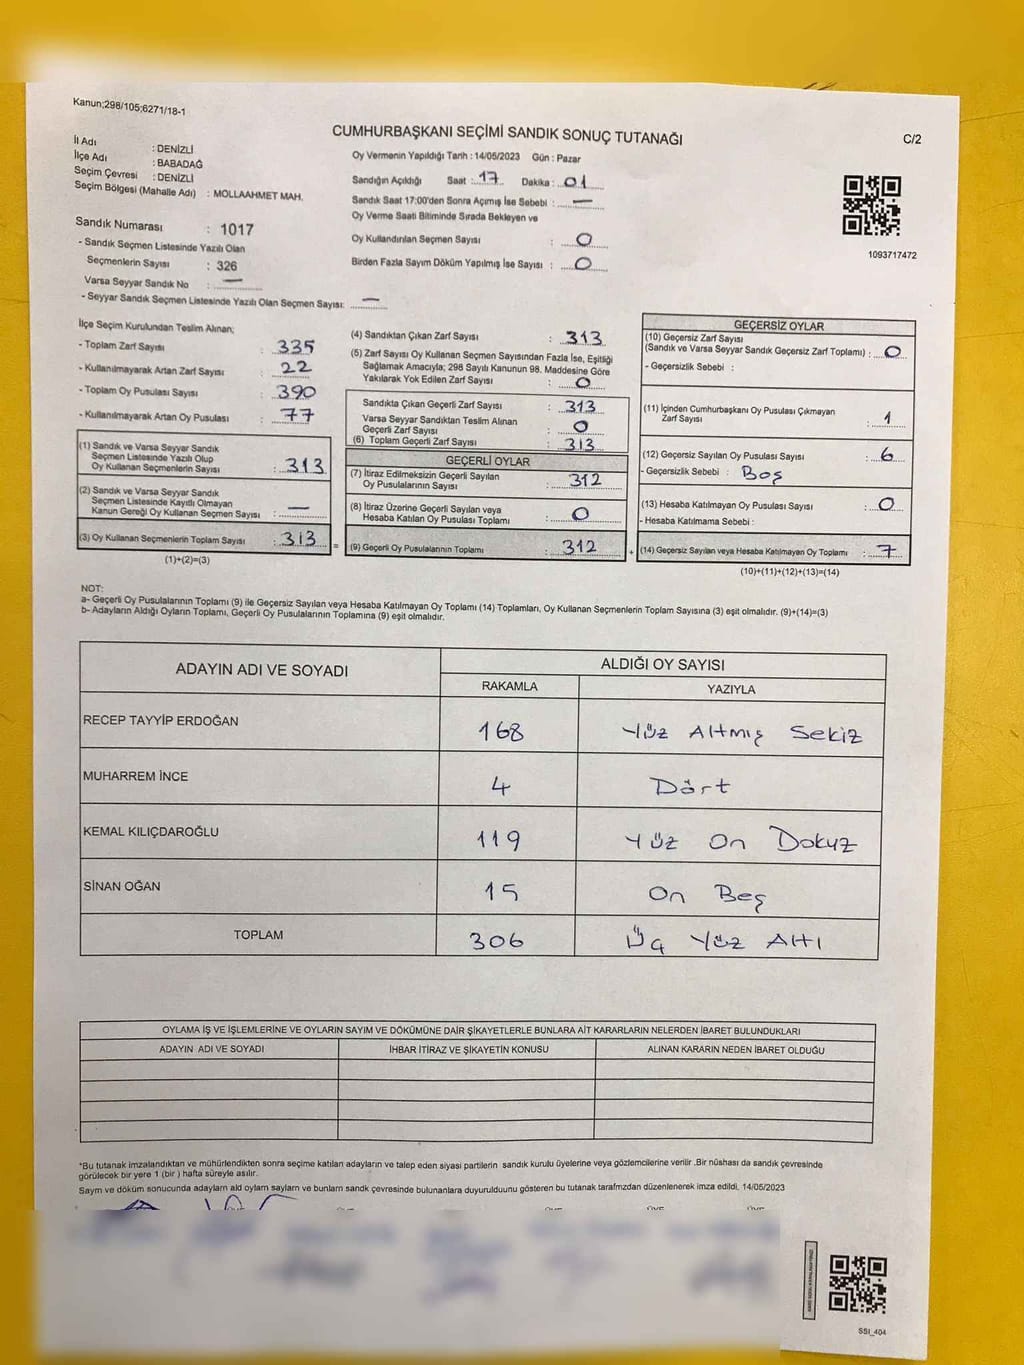 Kanun;298/105;6271/18-1
CUMHURBAŞKANI SEÇİMİ SANDIK SONUÇ TUTANAĞI
C/2
İl Adı : DENİZLİ
İlçe Adı : BABADAĞ
Seçim Çevresi : DENİZLİ
Seçim Bölgesi (Mahalle Adı) : MOLLAAHMET MAH.
Oy Vermenin Yapıldığı Tarih : 14/05/2023 Gün : Pazar
Sandığın Açıldığı Saat : 17 Dakika : 01
Sandık Saat 17:00'den Sonra Açımış İse Sebebi : —
Oy Verme Saati Bitiminde Sırada Bekleyen ve
Oy Kullandırılan Seçmen Sayısı : 0
Birden Fazla Sayım Döküm Yapılmış İse Sayısı : 0
1093717472
Sandık Numarası : 1017
- Sandık Seçmen Listesinde Yazılı Olan
Seçmenlerin Sayısı : 326
Varsa Seyyar Sandık No : —
- Seyyar Sandık Seçmen Listesinde Yazılı Olan Seçmen Sayısı: —
İlçe Seçim Kurulundan Teslim Alınan;
- Toplam Zarf Sayısı : 335
- Kullanılmayarak Artan Zarf Sayısı : 22
- Toplam Oy Pusulası Sayısı : 390
- Kullanılmayarak Artan Oy Pusulası : 77
(1) Sandık ve Varsa Seyyar Sandık
Seçmen Listesinde Yazılı Olup
Oy Kullanan Seçmenlerin Sayısı : 313
(2) Sandık ve Varsa Seyyar Sandık
Seçmen Listesinde Kayıtlı Olmayan
Kanun Gereği Oy Kullanan Seçmen Sayısı : —
(3) Oy Kullanan Seçmenlerin Toplam Sayısı : 313 =
(1)+(2)=(3)
(4) Sandıktan Çıkan Zarf Sayısı : 313
(5) Zarf Sayısı Oy Kullanan Seçmen Sayısından Fazla İse, Eşitliği
Sağlamak Amacıyla; 298 Sayılı Kanunun 98. Maddesine Göre
Yakılarak Yok Edilen Zarf Sayısı : 0
Sandıkta Çıkan Geçerli Zarf Sayısı : 313
Varsa Seyyar Sandıktan Teslim Alınan
Geçerli Zarf Sayısı : 0
(6) Toplam Geçerli Zarf Sayısı : 313
GEÇERLİ OYLAR
(7) İtiraz Edilmeksizin Geçerli Sayılan
Oy Pusulalarının Sayısı : 312
(8) İtiraz Üzerine Geçerli Sayılan veya
Hesaba Katılan Oy Pusulası Toplamı : 0
(9) Geçerli Oy Pusulalarının Toplamı : 312 +
GEÇERSİZ OYLAR
(10) Geçersiz Zarf Sayısı
(Sandık ve Varsa Seyyar Sandık Geçersiz Zarf Toplamı) : 0
- Geçersizlik Sebebi :
(11) İçinden Cumhurbaşkanı Oy Pusulası Çıkmayan
Zarf Sayısı : 1
(12) Geçersiz Sayılan Oy Pusulası Sayısı : 6
- Geçersizlik Sebebi : Boş
(13) Hesaba Katılmayan Oy Pusulası Sayısı : 0
- Hesaba Katılmama Sebebi :
(14) Geçersiz Sayılan veya Hesaba Katılmayan Oy Toplamı : 7
(10)+(11)+(12)+(13)=(14)
NOT:
a- Geçerli Oy Pusulalarının Toplamı (9) ile Geçersiz Sayılan veya Hesaba Katılmayan Oy Toplamı (14) Toplamları, Oy Kullanan Seçmenlerin Toplam Sayısına (3) eşit olmalıdır. (9)+(14)=(3)
b- Adayların Aldığı Oyların Toplamı, Geçerli Oy Pusulalarının Toplamına (9) eşit olmalıdır.
ADAYIN ADI VE SOYADI
ALDIĞI OY SAYISI
RAKAMLA YAZIYLA
RECEP TAYYİP ERDOĞAN 168 Yüz Altmış Sekiz
MUHARREM İNCE 4 Dört
KEMAL KILIÇDAROĞLU 119 Yüz On Dokuz
SİNAN OĞAN 15 On Beş
TOPLAM 306 Üç Yüz Altı
OYLAMA İŞ VE İŞLEMLERİNE VE OYLARIN SAYIM VE DÖKÜMÜNE DAİR ŞİKAYETLERLE BUNLARA AİT KARARLARIN NELERDEN İBARET BULUNDUKLARI
ADAYIN ADI VE SOYADI İHBAR İTİRAZ VE ŞİKAYETİN KONUSU ALINAN KARARIN NEDEN İBARET OLDUĞU
*Bu tutanak imzalandıktan ve mühürlendikten sonra seçime katılan adayların ve talep eden siyasi partilerin sandık kurulu üyelerine veya gözlemcilerine verilir .Bir nüshası da sandık çevresinde
görülecek bir yere 1 (bir ) hafta süreyle asılır.
Sayım ve döküm sonucunda adayların ald oyların sayları ve bunların sandk çevresinde bulunanlara duyurulduunu gösteren bu tutanak tarafmzdan düzenlenerek imza edildi. 14/05/2023
SSI_404